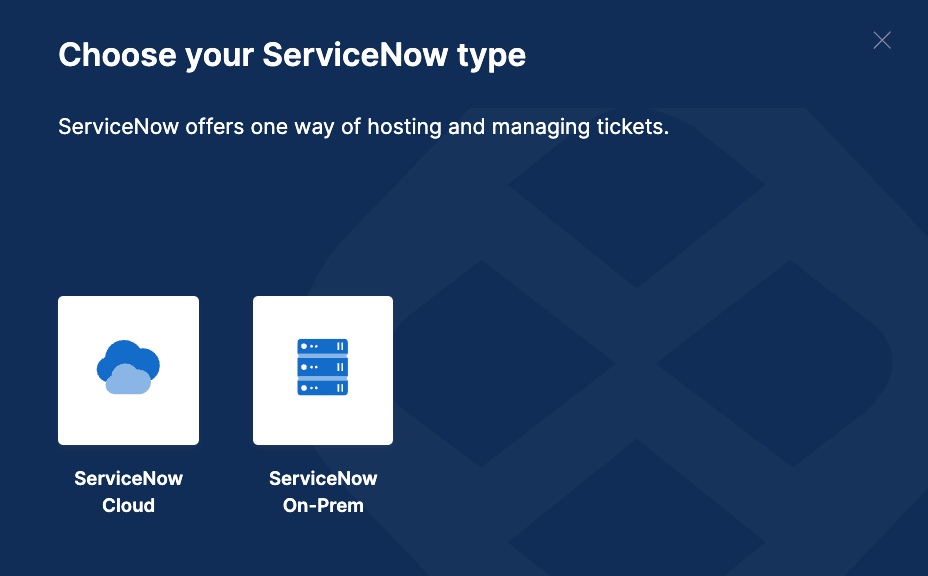 Choose your ServiceNow type
ServiceNow offers one way of hosting and managing tickets.
ServiceNow
Cloud
ServiceNow
On-Prem